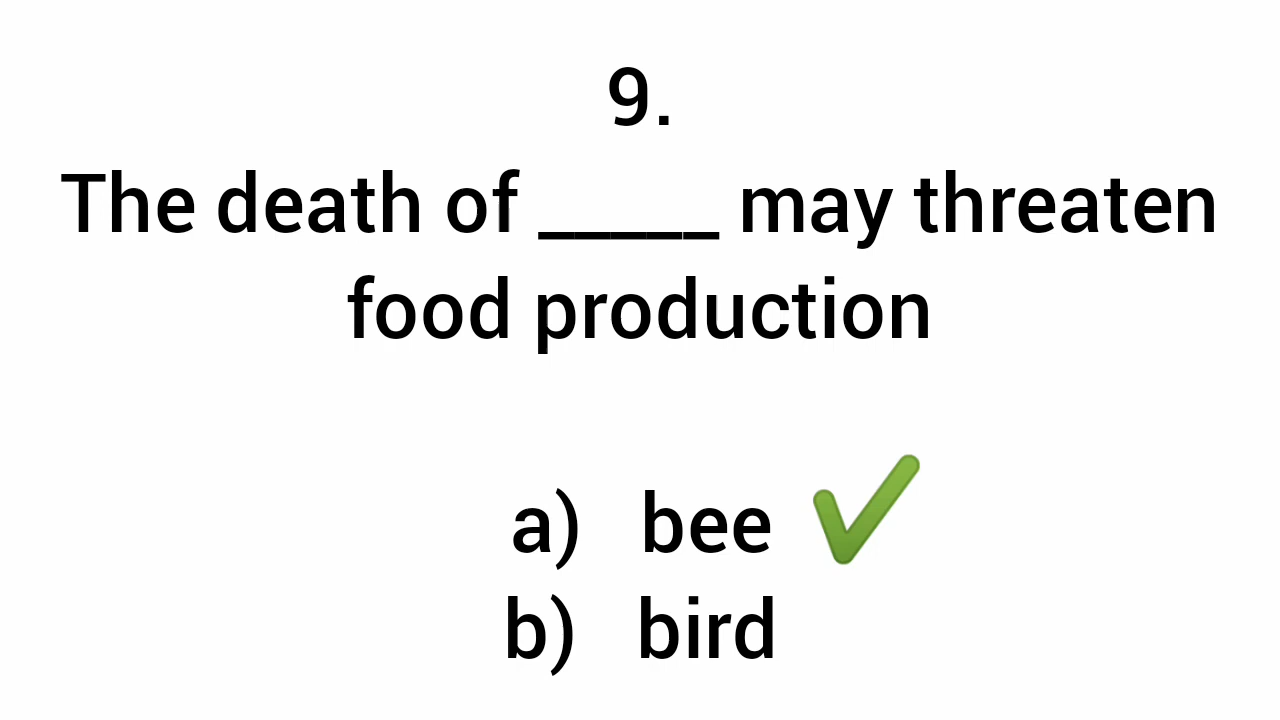 9.
The death of _____ may threaten
food production
a) bee ✔
b) bird